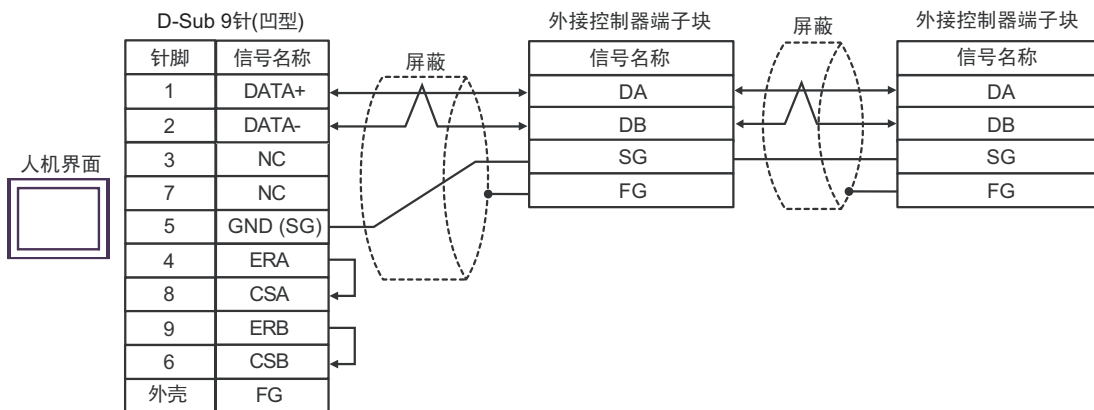 D-Sub 9针(凹型)
外接控制器端子块
屏蔽
外接控制器端子块
针脚 信号名称
屏蔽
信号名称
信号名称
1 DATA+
DA
DA
2 DATA-
DB
DB
人机界面
3 NC
SG
SG
7 NC
FG
FG
5 GND (SG)
4 ERA
8 CSA
9 ERB
6 CSB
外壳 FG